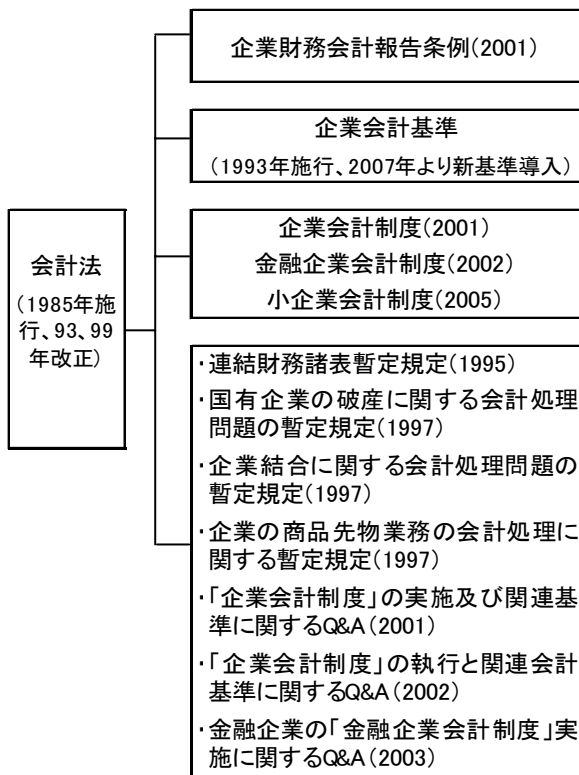 企業財務会計報告条例(2001)
企業会計基準
(1993年施行、2007年より新基準導入)
会計法
(1985年施
行、93、99
年改正)
企業会計制度(2001)
金融企業会計制度(2002)
小企業会計制度(2005)
・連結財務諸表暫定規定(1995)
・国有企業の破産に関する会計処理
問題の暫定規定(1997)
・企業結合に関する会計処理問題の
暫定規定(1997)
・企業の商品先物業務の会計処理に
関する暫定規定(1997)
・「企業会計制度」の実施及び関連基
準に関するQ&A(2001)
・「企業会計制度」の執行と関連会計
基準に関するQ&A(2002)
・金融企業の「金融企業会計制度」実
施に関するQ&A(2003)